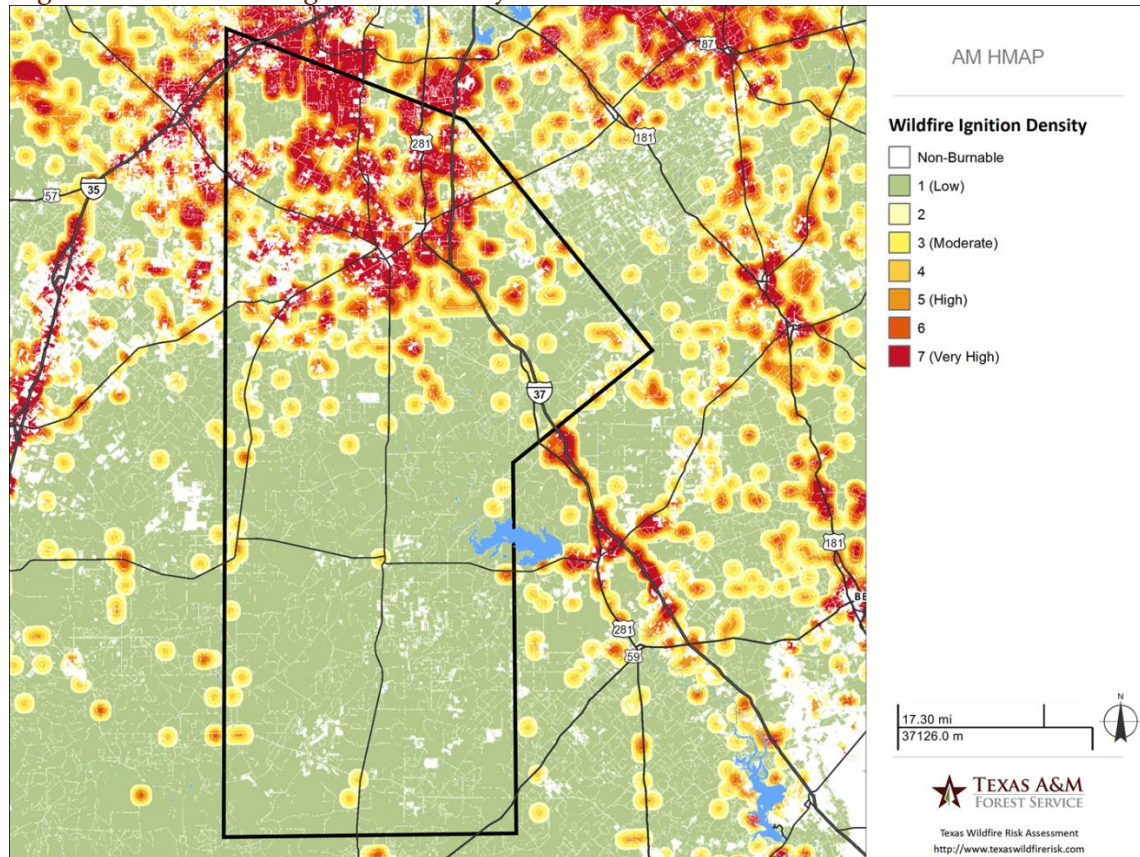 AM HMAP
Wildfire Ignition Density
Non-Burnable
1 (Low)
2
3 (Moderate)
4
5 (High)
6
7 (Very High)
87
181
281
57
35
37
181
BE
281
59
N
17.30 mi
37126.0 m
TEXAS A&M
FOREST SERVICE
Texas Wildfire Risk Assessment
http://www.texaswildfirerisk.com